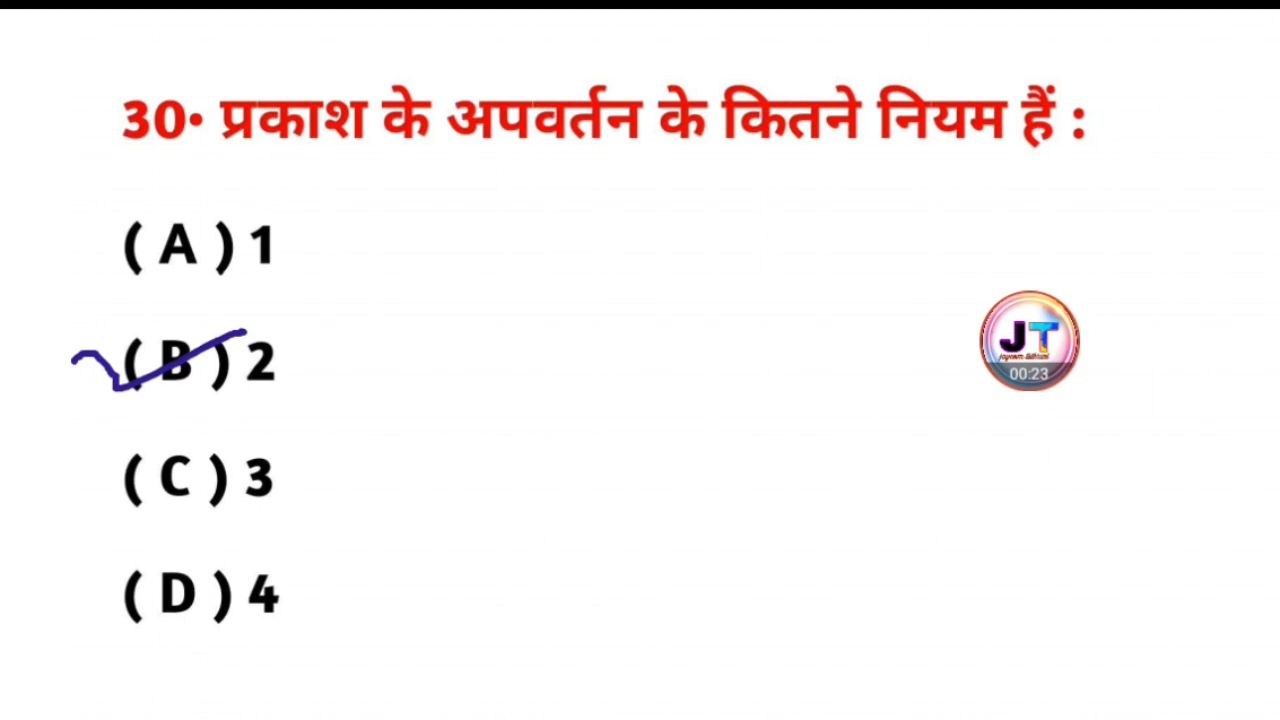 30• प्रकाश के अपवर्तन के कितने नियम हैं :
( A ) 1
( B ) 2
JT
00:23
( C ) 3
( D ) 4